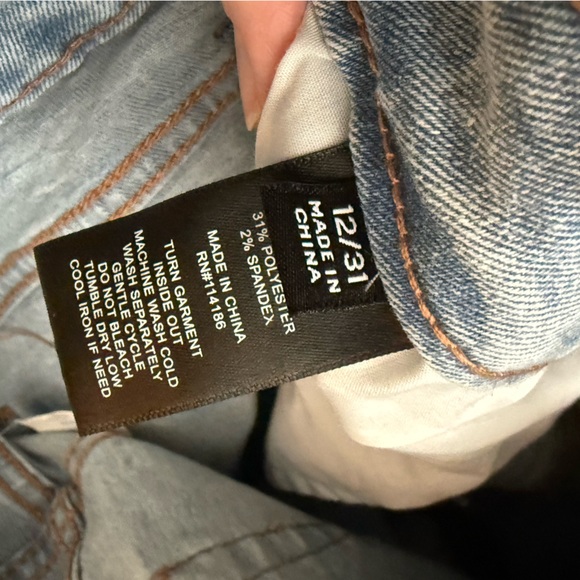 12/31
MADE IN
CHINA
31% POLYESTER
2% SPANDEX
MADE IN CHINA
RN#114186
TURN GARMENT
INSIDE OUT
MACHINE WASH COLD
WASH SEPARATELY
GENTLE CYCLE
DO NOT BLEACH
TUMBLE DRY LOW
COOL IRON IF NEED